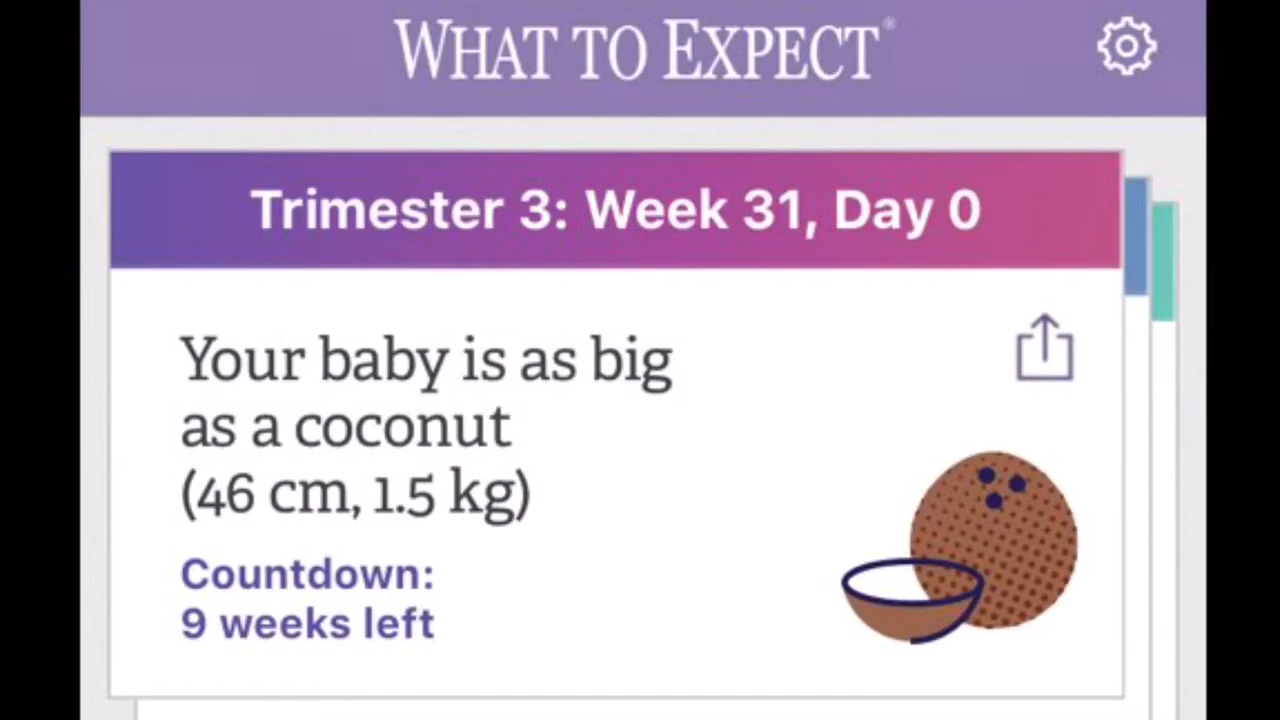 WHAT TO EXPECT®
Trimester 3: Week 31, Day 0
Your baby is as big
as a coconut
(46 cm, 1.5 kg)
Countdown:
9 weeks left